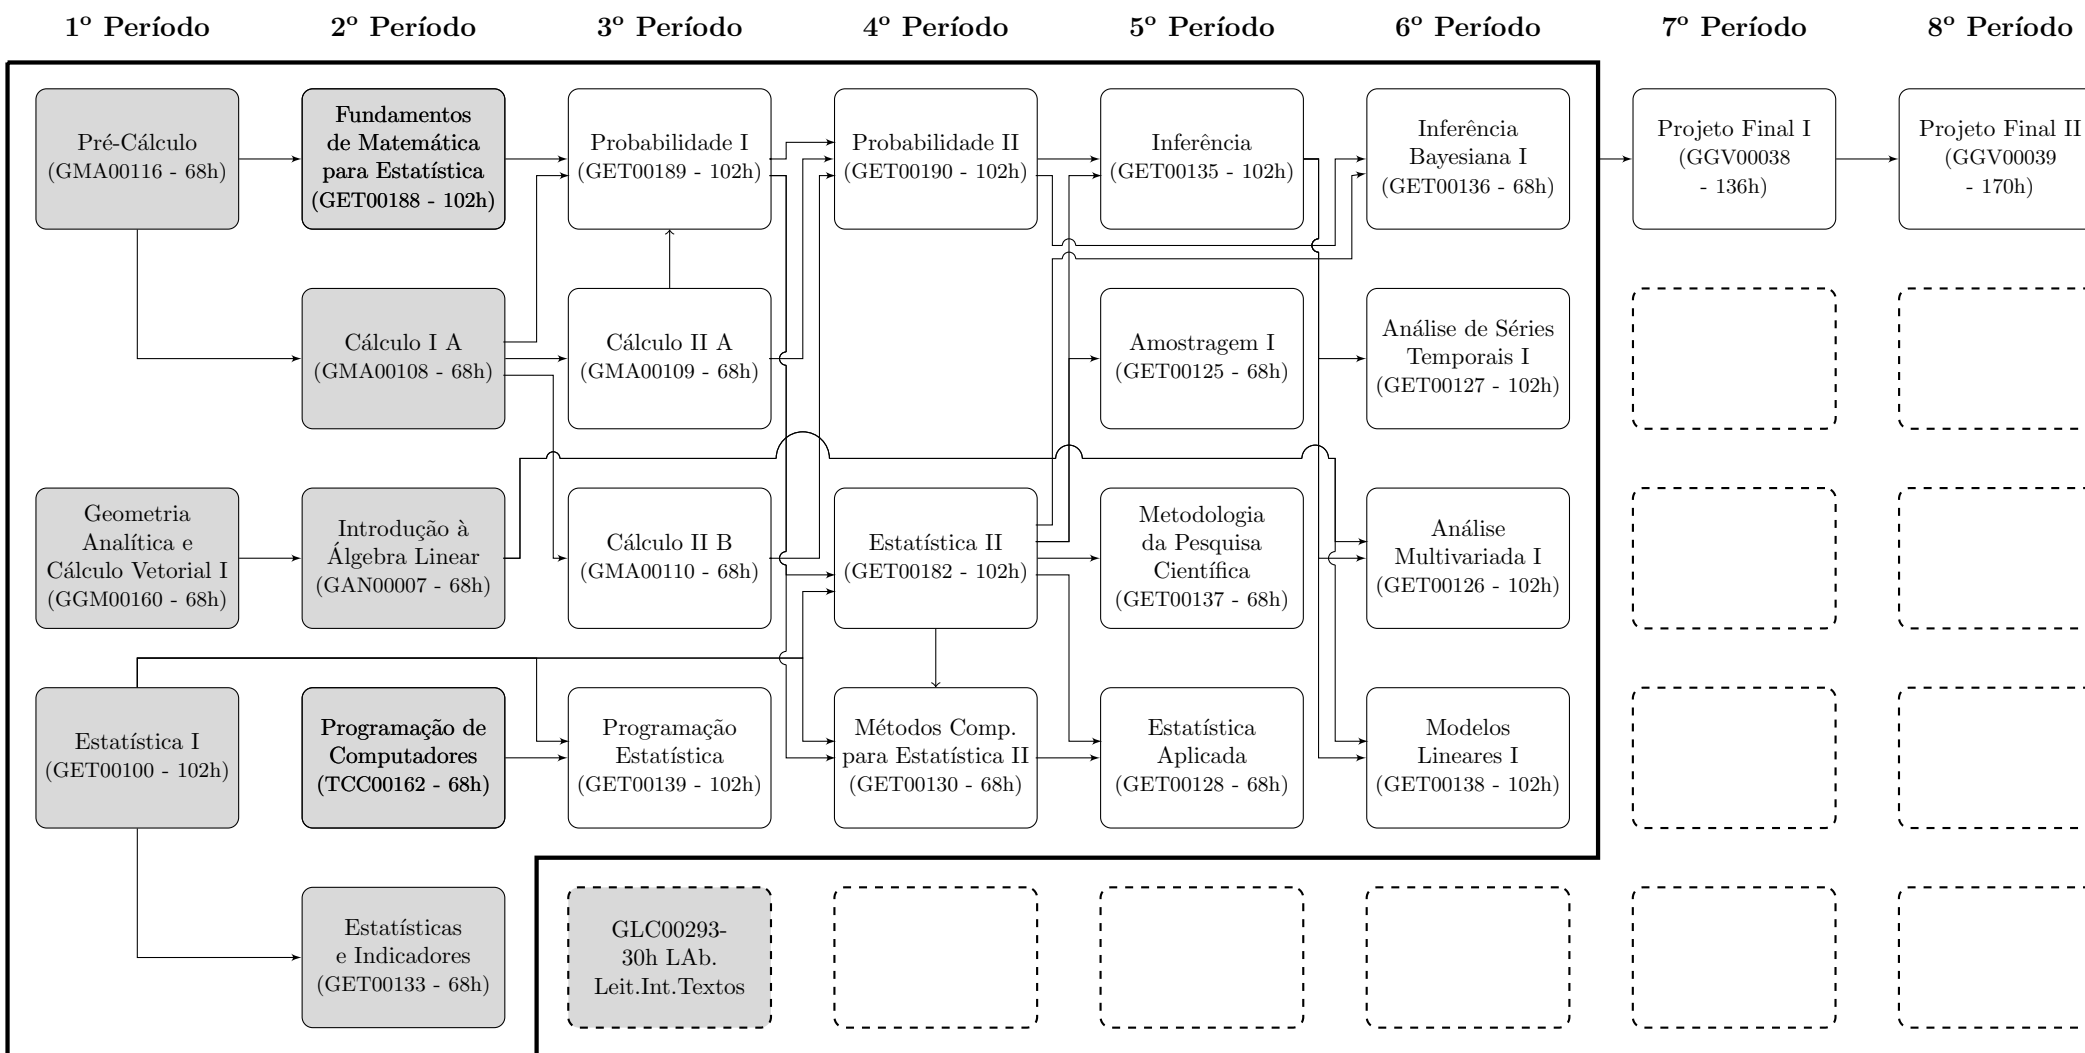 1º Período
2º Período
3º Período
4º Período
5º Período
6º Período
7º Período
8º Período
Pré-Cálculo
(GMA00116 - 68h)
Fundamentos
de Matemática
para Estatística
(GET00188 - 102h)
Probabilidade I
(GET00189 - 102h)
Probabilidade II
(GET00190 - 102h)
Inferência
(GET00135 - 102h)
Inferência
Bayesiana I
(GET00136 - 68h)
Projeto Final I
(GGV00038
- 136h)
Projeto Final II
(GGV00039
- 170h)
Cálculo I A
(GMA00108 - 68h)
Cálculo II A
(GMA00109 - 68h)
Amostragem I
(GET00125 - 68h)
Análise de Séries
Temporais I
(GET00127 - 102h)
Geometria
Analítica e
Cálculo Vetorial I
(GGM00160 - 68h)
Introdução à
Álgebra Linear
(GAN00007 - 68h)
Cálculo II B
(GMA00110 - 68h)
Estatística II
(GET00182 - 102h)
Metodologia
da Pesquisa
Científica
(GET00137 - 68h)
Análise
Multivariada I
(GET00126 - 102h)
Estatística I
(GET00100 - 102h)
Programação de
Computadores
(TCC00162 - 68h)
Programação
Estatística
(GET00139 - 102h)
Métodos Comp.
para Estatística II
(GET00130 - 68h)
Estatística
Aplicada
(GET00128 - 68h)
Modelos
Lineares I
(GET00138 - 102h)
Estatísticas
e Indicadores
(GET00133 - 68h)
GLC00293-
30h LAb.
Leit.Int.Textos